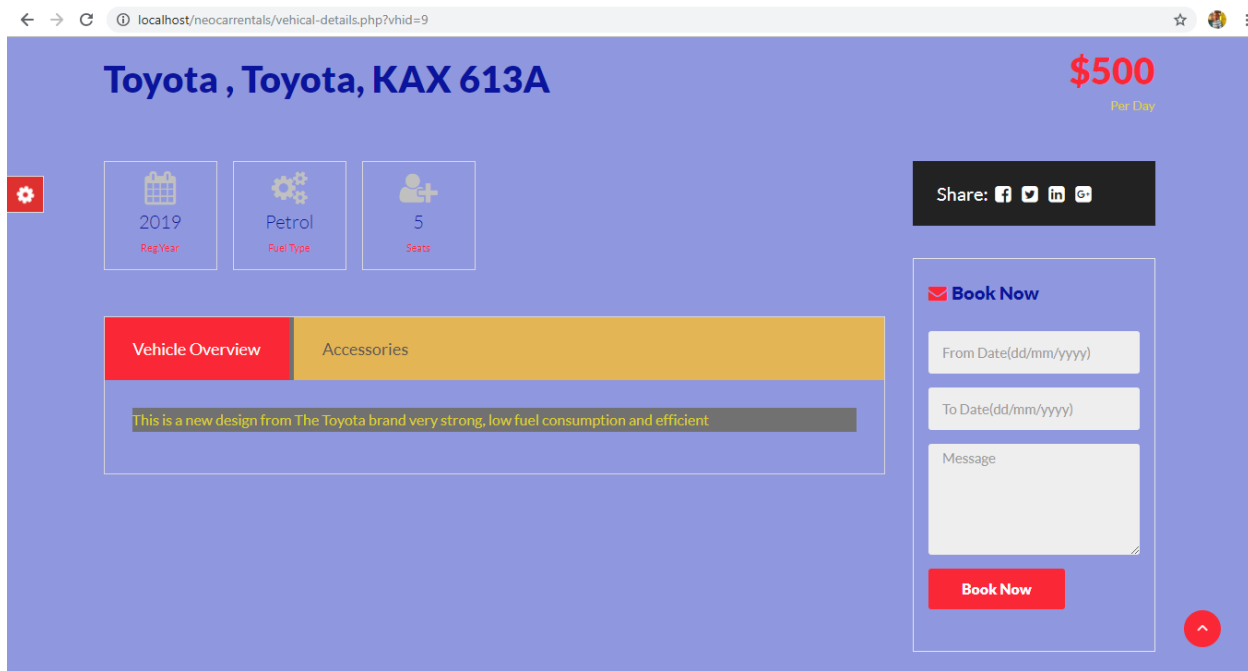 localhost/neocarrentals/vehical-details.php?vhid=9
Toyota , Toyota, KAX 613A
$500
Per Day
2019
Reg.Year
Petrol
Fuel Type
5
Seats
Share:
Book Now
From Date(dd/mm/yyyy)
To Date(dd/mm/yyyy)
Message
Book Now
Vehicle Overview
Accessories
This is a new design from The Toyota brand very strong, low fuel consumption and efficient